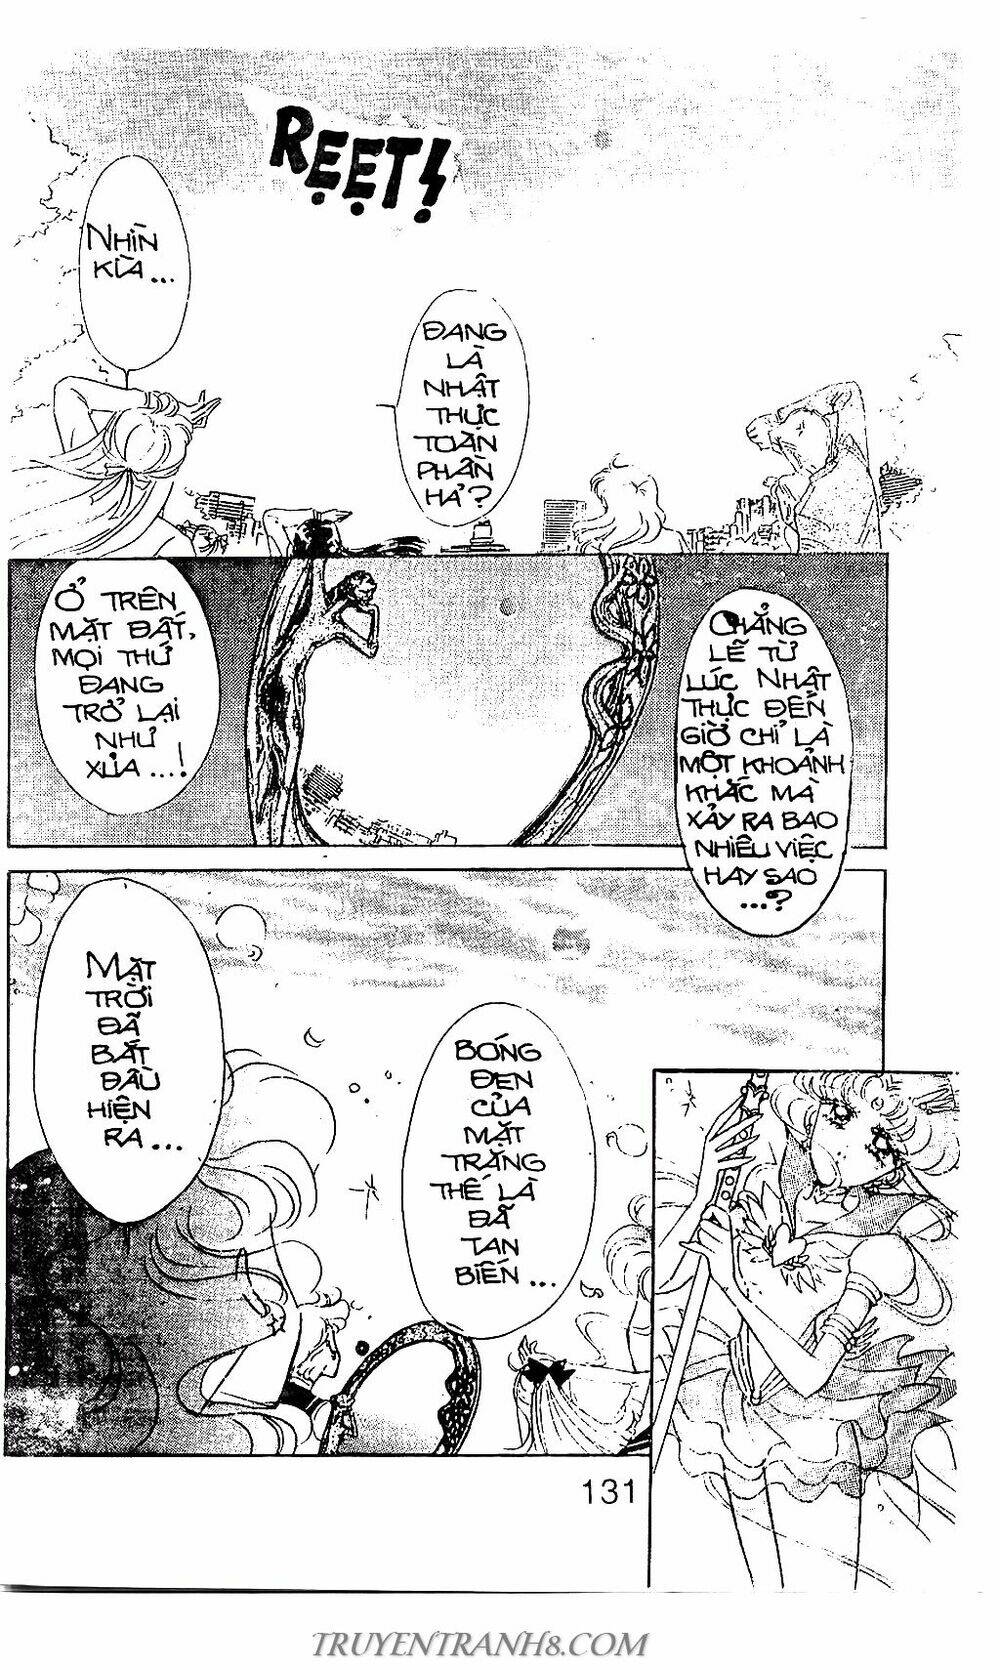 RẸẸT!
NHÌN
KÌA...
ĐANG
LÀ
NHẬT
THỰC
TOÀN
PHẦN
HẢ?
Ở TRÊN
MẶT ĐẤT,
MỌI THỨ
ĐANG
TRỞ LẠI
NHƯ
XƯA...!
CHẲNG
LẼ TỪ
LÚC NHẬT
THỰC ĐẾN
GIỜ CHỈ LÀ
MỘT KHOẢNH
KHẮC MÀ
XẢY RA BAO
NHIÊU VIỆC
HAY SAO
...?
MẶT
TRỜI
ĐÃ
BẮT
ĐẦU
HIỆN
RA...
BÓNG
ĐEN
CỦA
MẶT
TRĂNG
THẾ LÀ
ĐÃ
TAN
BIẾN...
131
TRUYENTRANH8.COM